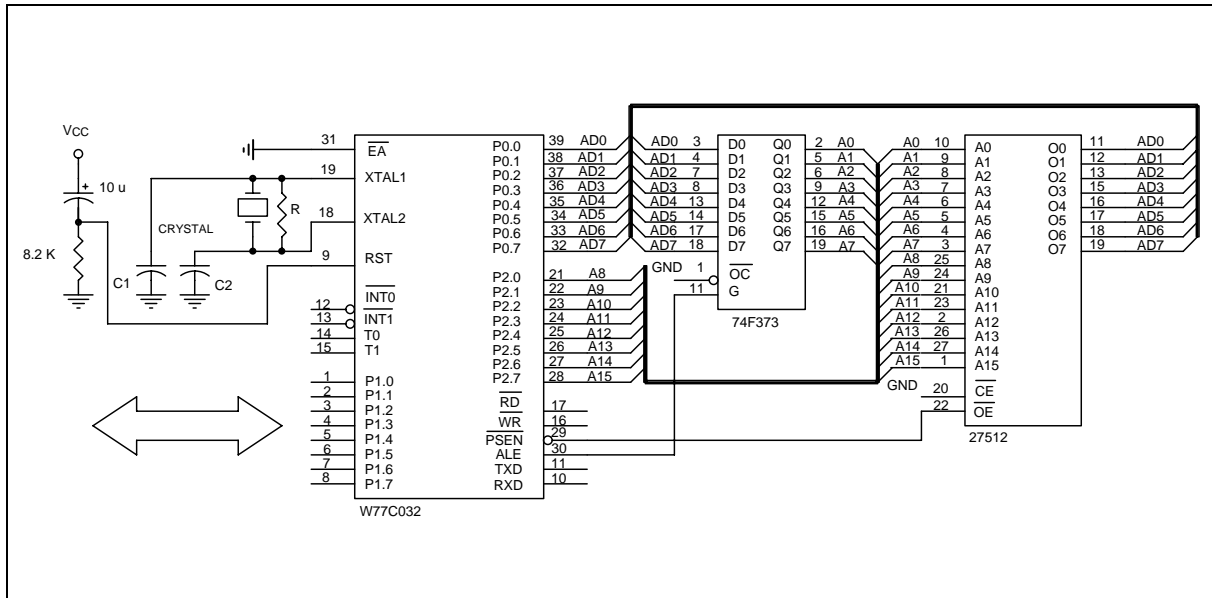 VCC
10 u
8.2 K
C1
C2
CRYSTAL
R
31 EA
19 XTAL1
18 XTAL2
9 RST
12 INT0
13 INT1
14 T0
15 T1
1 P1.0
2 P1.1
3 P1.2
4 P1.3
5 P1.4
6 P1.5
7 P1.6
8 P1.7
P0.0 39 AD0
P0.1 38 AD1
P0.2 37 AD2
P0.3 36 AD3
P0.4 35 AD4
P0.5 34 AD5
P0.6 33 AD6
P0.7 32 AD7
P2.0 21 A8
P2.1 22 A9
P2.2 23 A10
P2.3 24 A11
P2.4 25 A12
P2.5 26 A13
P2.6 27 A14
P2.7 28 A15
RD 17
WR 16
PSEN 29
ALE 30
TXD 11
RXD 10
W77C032
AD0 3 D0 Q0 2 A0
AD1 4 D1 Q1 5 A1
AD2 7 D2 Q2 6 A2
AD3 8 D3 Q3 9 A3
AD4 13 D4 Q4 12 A4
AD5 14 D5 Q5 15 A5
AD6 17 D6 Q6 16 A6
AD7 18 D7 Q7 19 A7
GND 1 OC
11 G
74F373
A0 10 A0 O0 11 AD0
A1 9 A1 O1 12 AD1
A2 8 A2 O2 13 AD2
A3 7 A3 O3 15 AD3
A4 6 A4 O4 16 AD4
A5 5 A5 O5 17 AD5
A6 4 A6 O6 18 AD6
A7 3 A7 O7 19 AD7
A8 25 A8
A9 24 A9
A10 21 A10
A11 23 A11
A12 2 A12
A13 26 A13
A14 27 A14
A15 1 A15
GND 20 CE
22 OE
27512